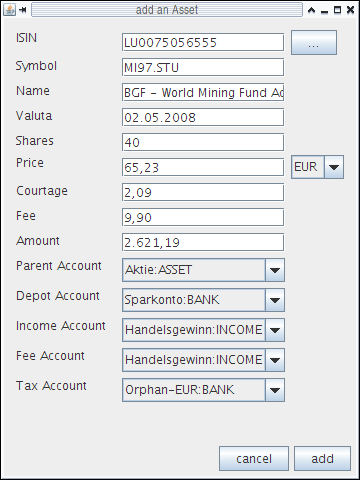 add an Asset
ISIN LU0075056555 ...
Symbol MI97.STU
Name BGF - World Mining Fund
Valuta 02.05.2008
Shares 40
Price 65,23 EUR
Courtage 2,09
Fee 9,90
Amount 2.621,19
Parent Account Aktie:ASSET
Depot Account Sparkonto:BANK
Income Account Handelsgewinn:INCOME
Fee Account Handelsgewinn:INCOME
Tax Account Orphan-EUR:BANK
cancel add